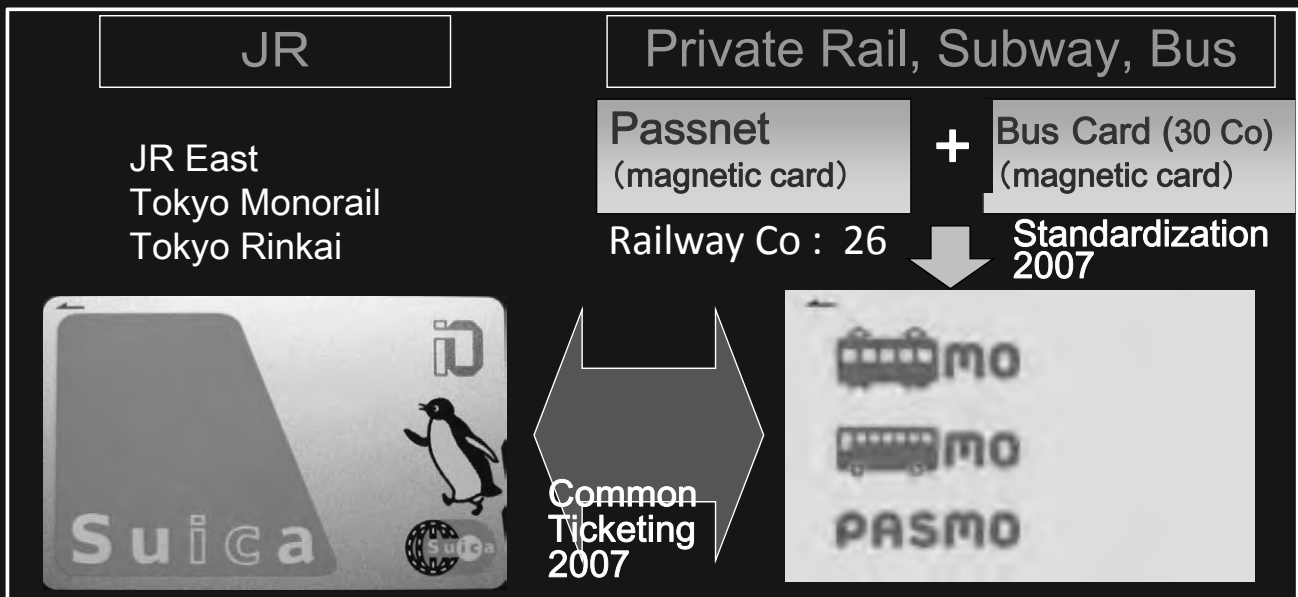 JR
Private Rail, Subway, Bus
JR East
Tokyo Monorail
Tokyo Rinkai
Passnet
（magnetic card）
+
Bus Card (30 Co)
（magnetic card）
Railway Co : 26
Standardization
2007
iD
Suica
Suica
Common
Ticketing
2007
mo
mo
PASMO